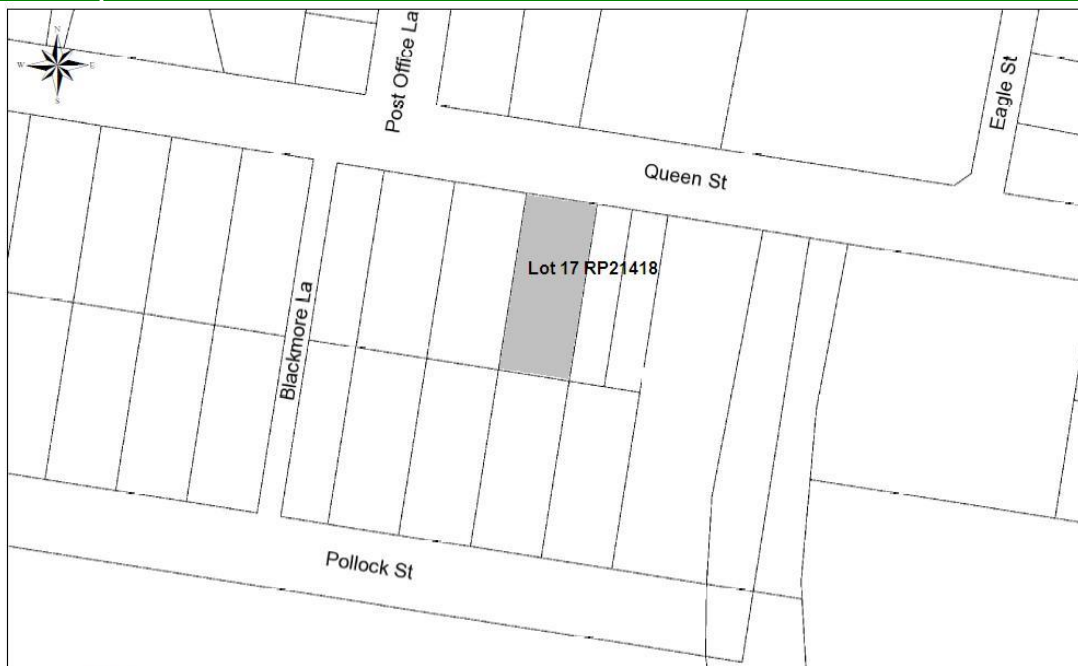 Post Office La
Eagle St
N
W E
S
Queen St
Lot 17 RP21418
Blackmore La
Pollock St